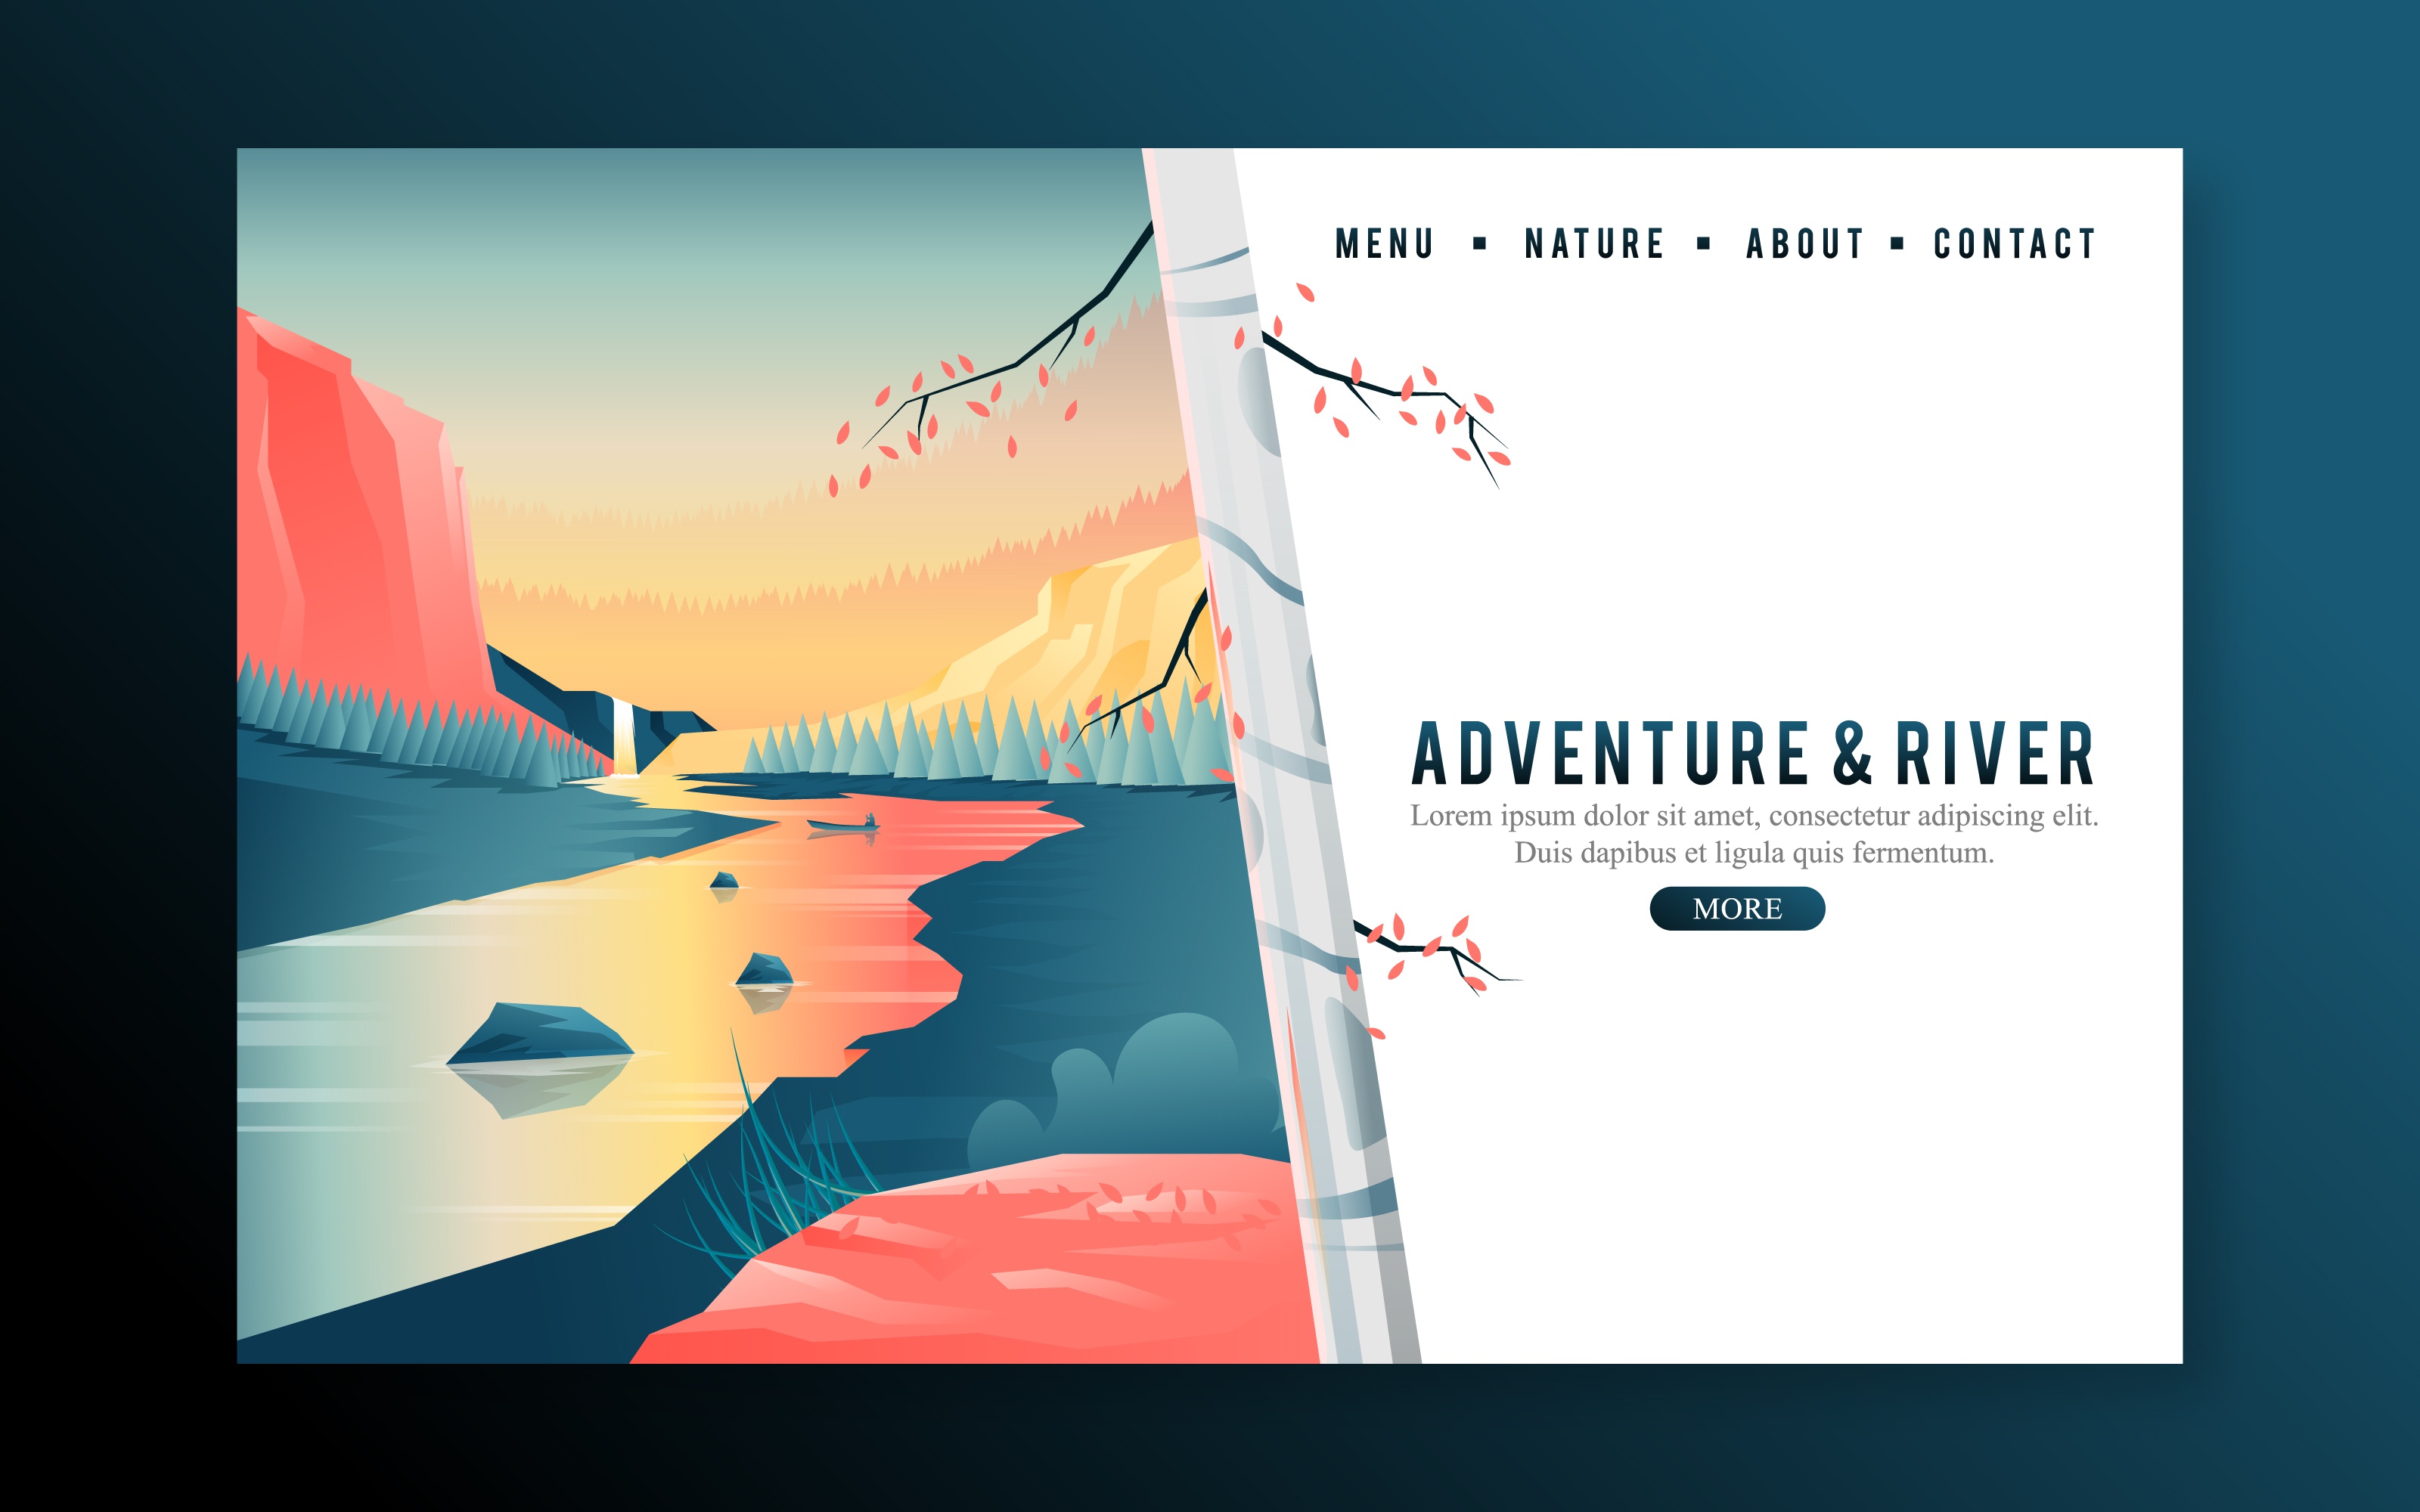 MENU ▪ NATURE ▪ ABOUT ▪ CONTACT
ADVENTURE & RIVER
Lorem ipsum dolor sit amet, consectetur adipiscing elit.
Duis dapibus et ligula quis fermentum.
MORE